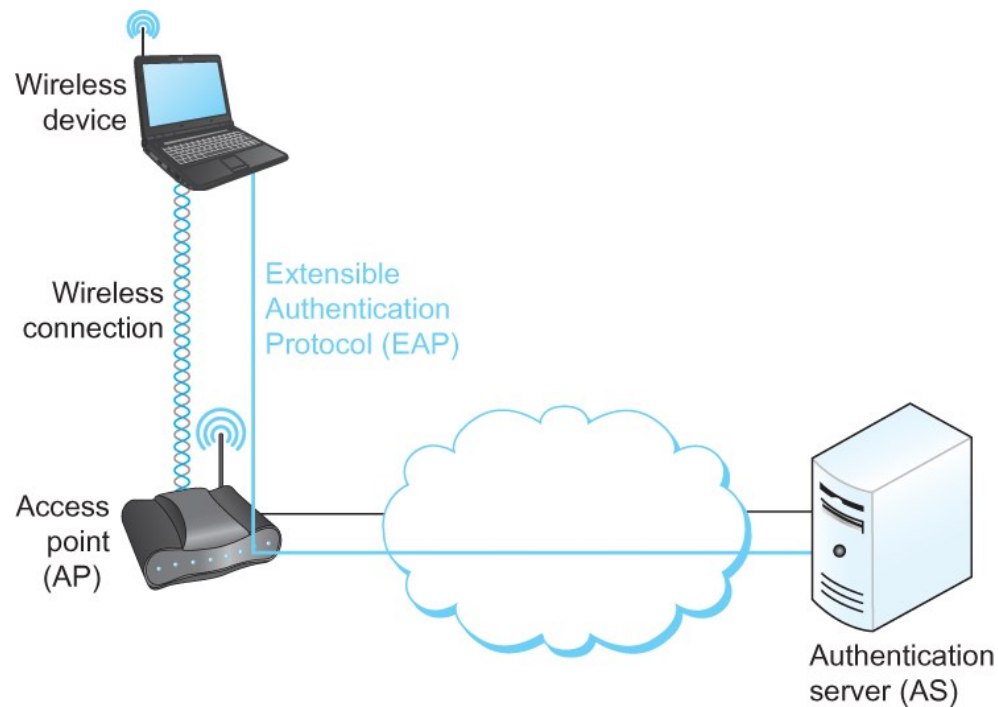 Wireless
device
Wireless
connection
Extensible
Authentication
Protocol (EAP)
Access
point
(AP)
Authentication
server (AS)